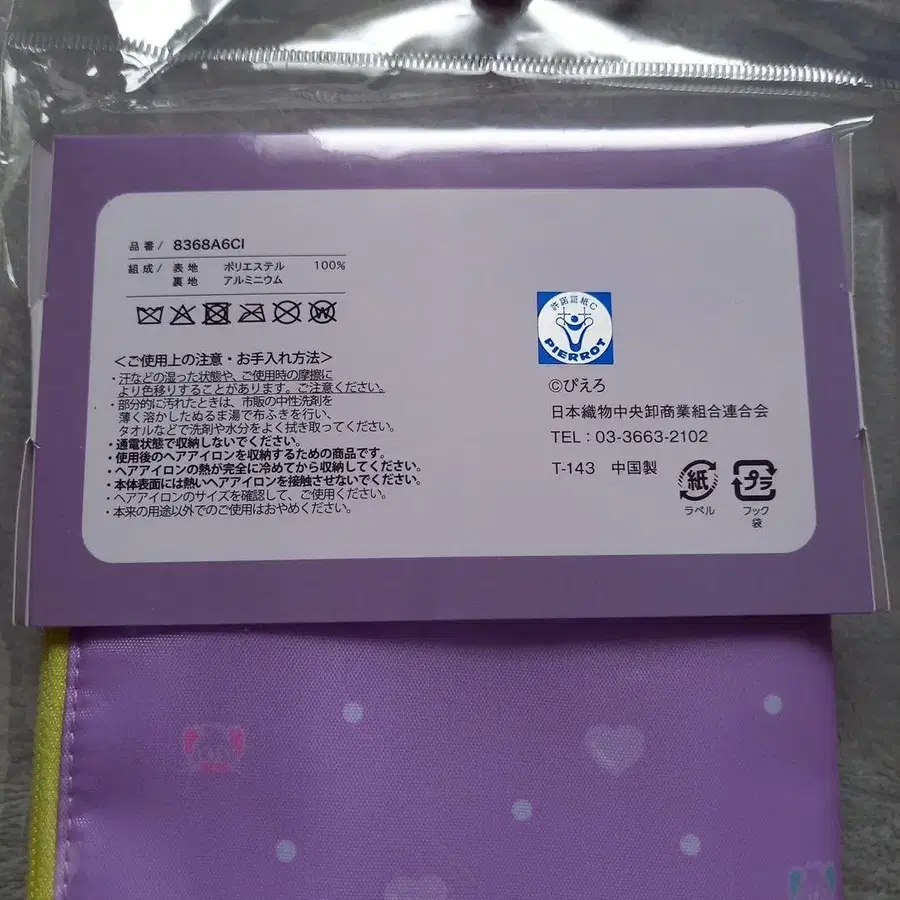 品番/ 8368A6CI
組成/ 表地 ポリエステル 100%
裏地 アルミニウム
<ご使用上の注意・お手入れ方法>
・汗などの湿った状態や、ご使用時の摩擦に
より色移りすることがあります。ご注意ください。
・部分的に汚れたときは、市販の中性洗剤を
薄く溶かしたぬるま湯で布ふきを行い、
タオルなどで洗剤や水分をよく拭き取ってください。
・通電状態で収納しないでください。
・使用後のヘアアイロンを収納するための商品です。
・ヘアアイロンの熱が完全に冷めてから収納してください。
・本体表面には熱いヘアアイロンを接触させないでください。
・ヘアアイロンのサイズを確認して、ご使用ください。
・本来の用途以外でのご使用はおやめください。
許諾証紙C
PIERROT
©ぴえろ
日本織物中央卸商業組合連合会
TEL:03-3663-2102
T-143 中国製
紙 プラ
ラベル フック
袋